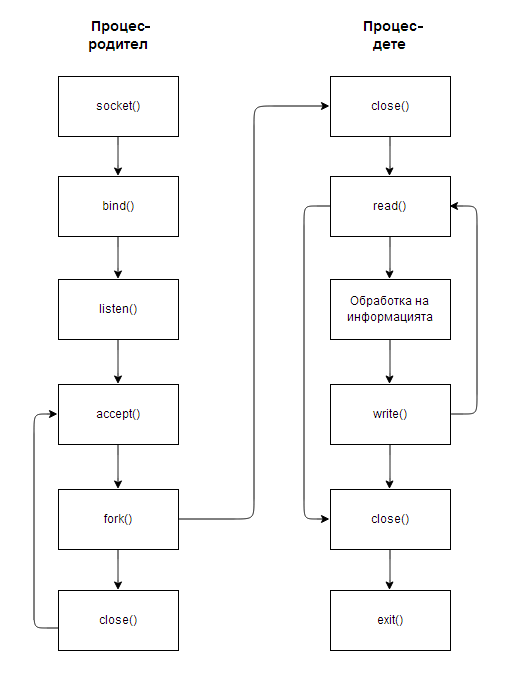 Процес-
родител
socket()
bind()
listen()
accept()
fork()
close()
Процес-
дете
close()
read()
Обработка на
информацията
write()
close()
exit()